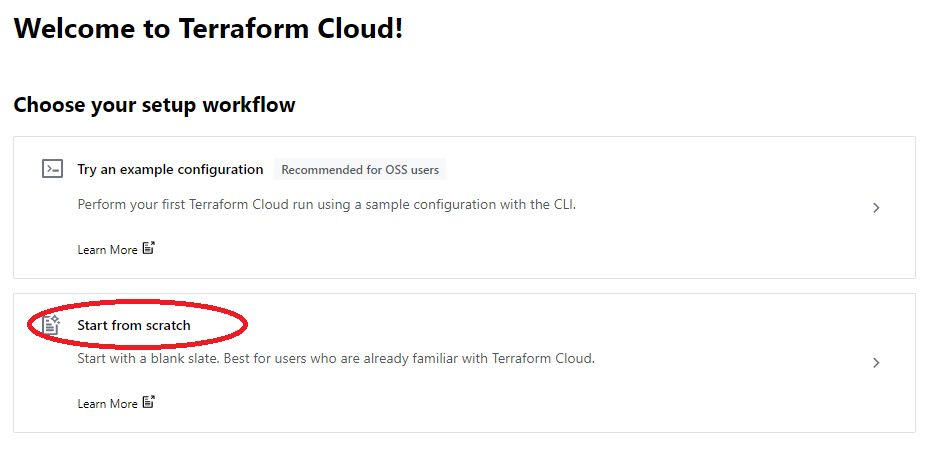 Welcome to Terraform Cloud!
Choose your setup workflow
Try an example configuration Recommended for OSS users
Perform your first Terraform Cloud run using a sample configuration with the CLI.
Learn More
Start from scratch
Start with a blank slate. Best for users who are already familiar with Terraform Cloud.
Learn More